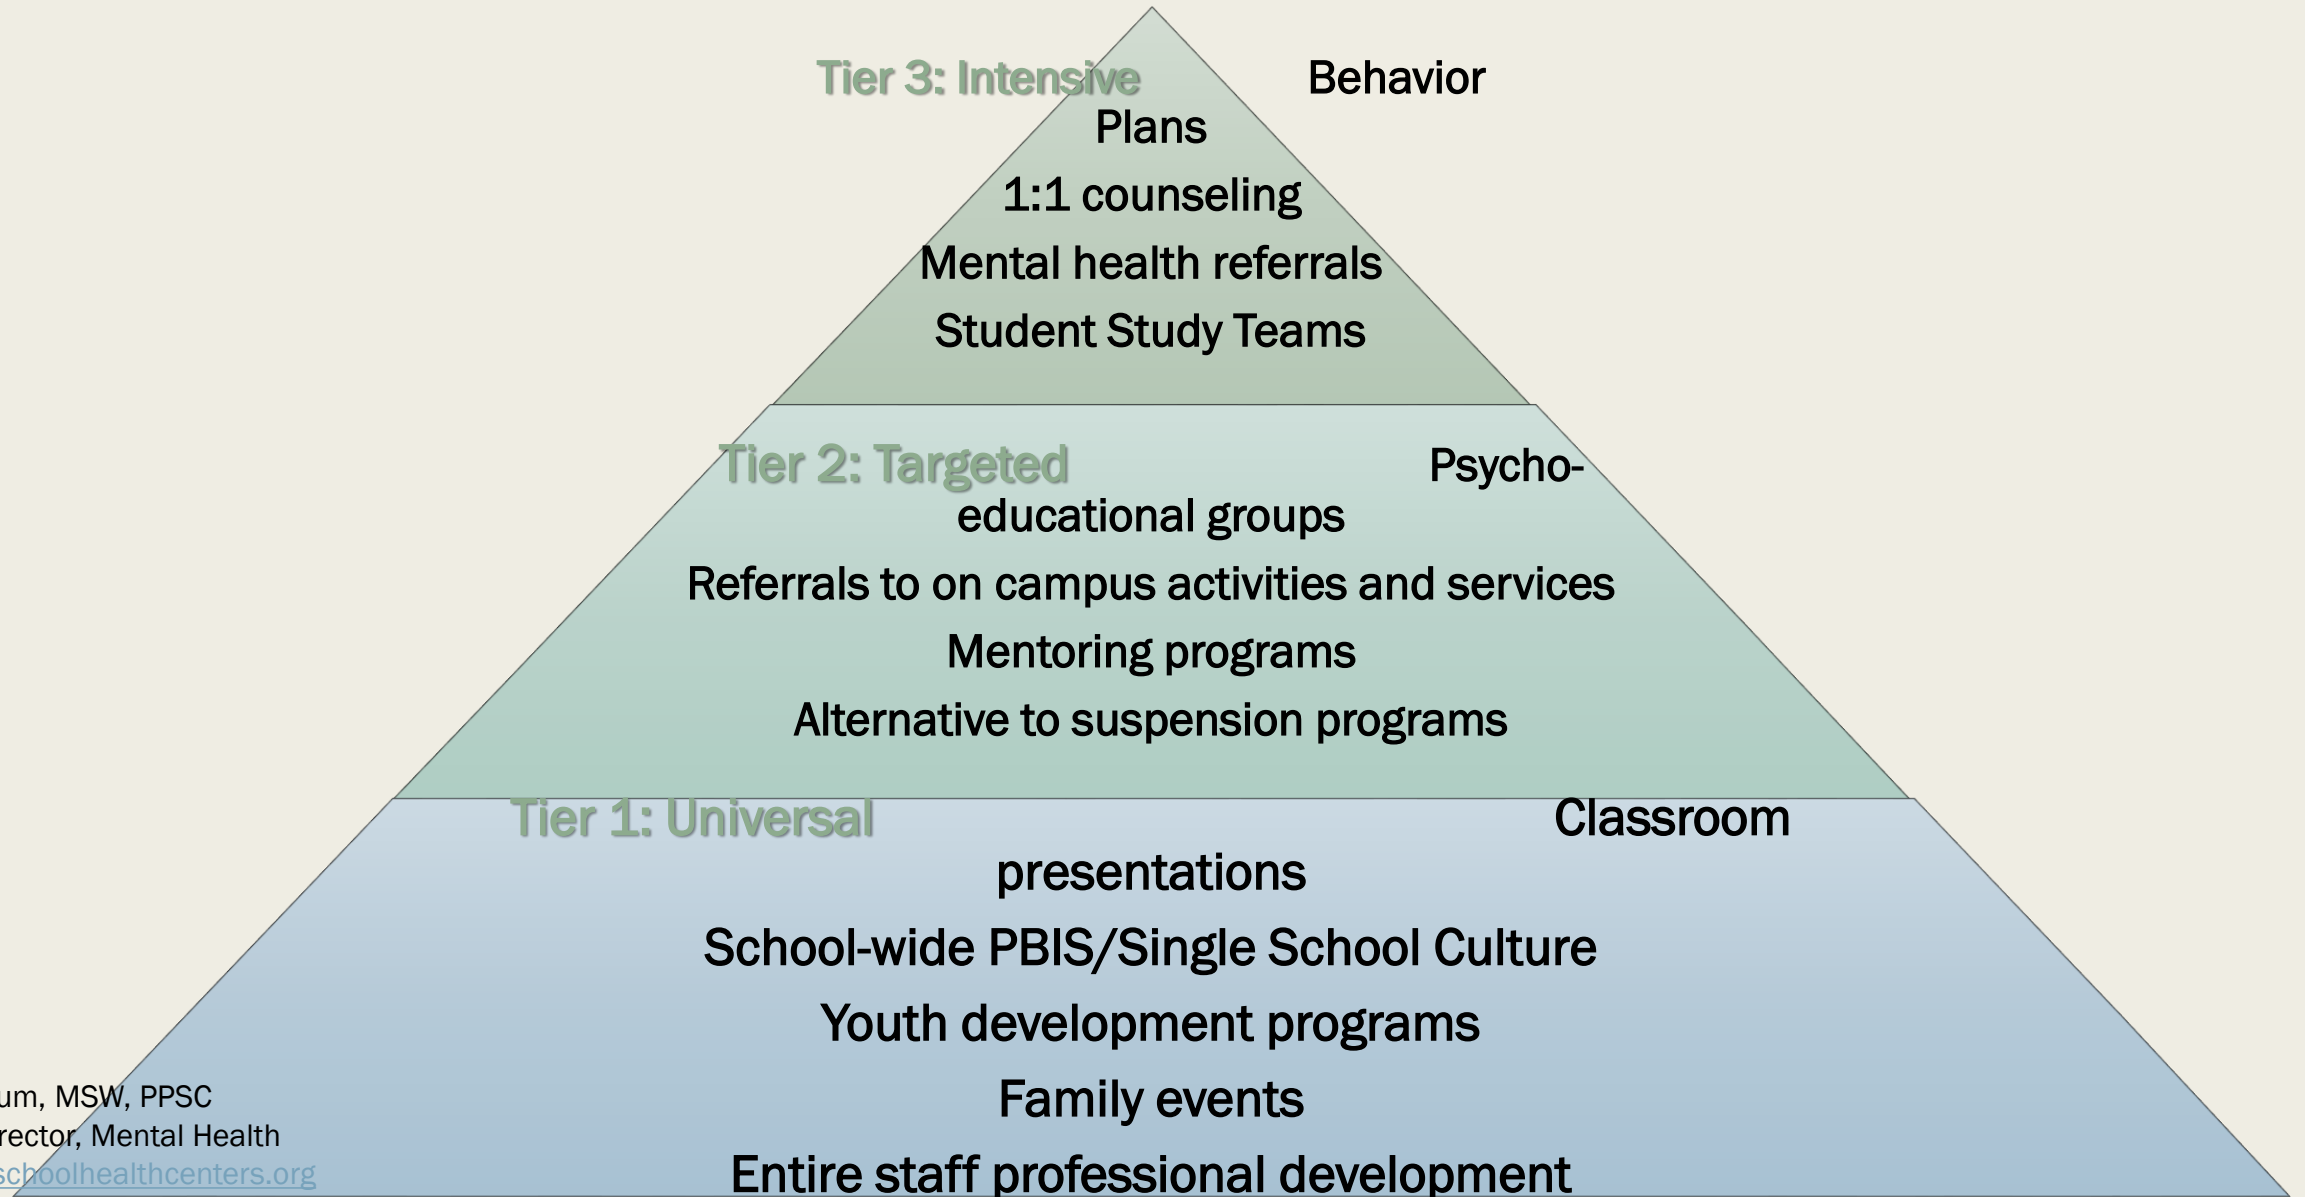 Tier 3: Intensive Behavior
Plans
1:1 counseling
Mental health referrals
Student Study Teams
Tier 2: Targeted Psycho-
educational groups
Referrals to on campus activities and services
Mentoring programs
Alternative to suspension programs
Tier 1: Universal Classroom
presentations
School-wide PBIS/Single School Culture
Youth development programs
Family events
Entire staff professional development
MSW, PPSC
Mental Health
schoolhealthcenters.org